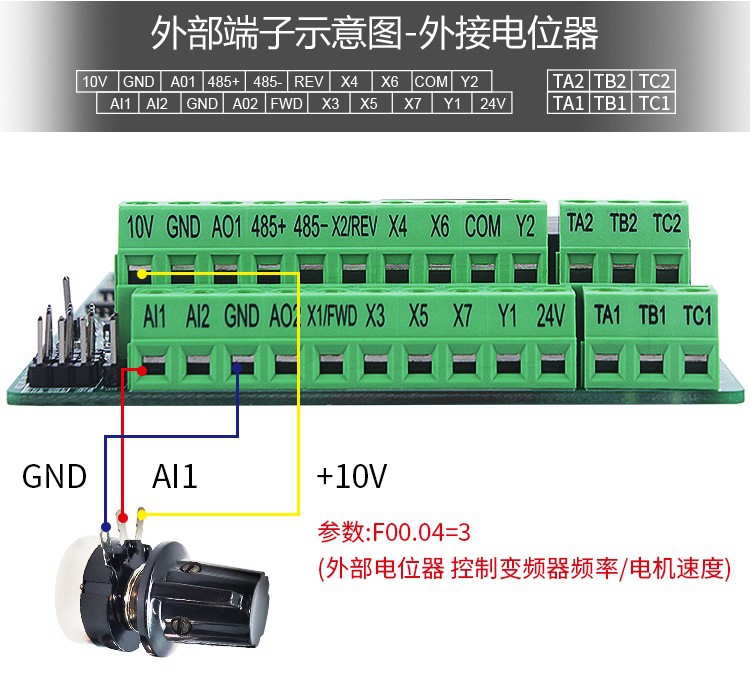 外部端子示意图-外接电位器
10V GND A01 485+ 485- REV X4 X6 COM Y2 TA2 TB2 TC2
AI1 AI2 GND A02 FWD X3 X5 X7 Y1 24V TA1 TB1 TC1
10V GND AO1 485+ 485- X2/REV X4 X6 COM Y2 TA2 TB2 TC2
AI1 AI2 GND AO2 X1/FWD X3 X5 X7 Y1 24V TA1 TB1 TC1
GND AI1 +10V
参数:F00.04=3
(外部电位器 控制变频器频率/电机速度)